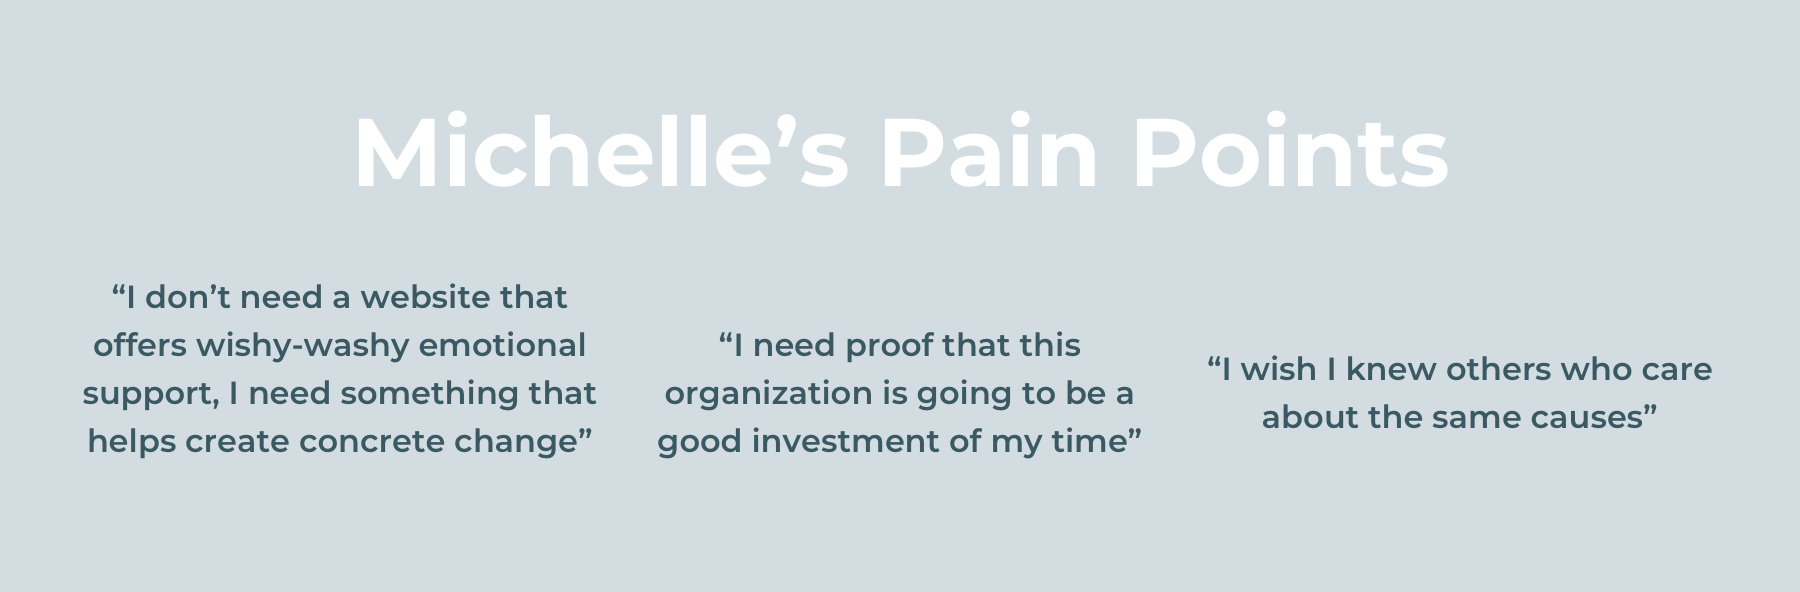 Michelle’s Pain Points
“I don’t need a website that
offers wishy-washy emotional
support, I need something that
helps create concrete change”
“I need proof that this
organization is going to be a
good investment of my time”
“I wish I knew others who care
about the same causes”